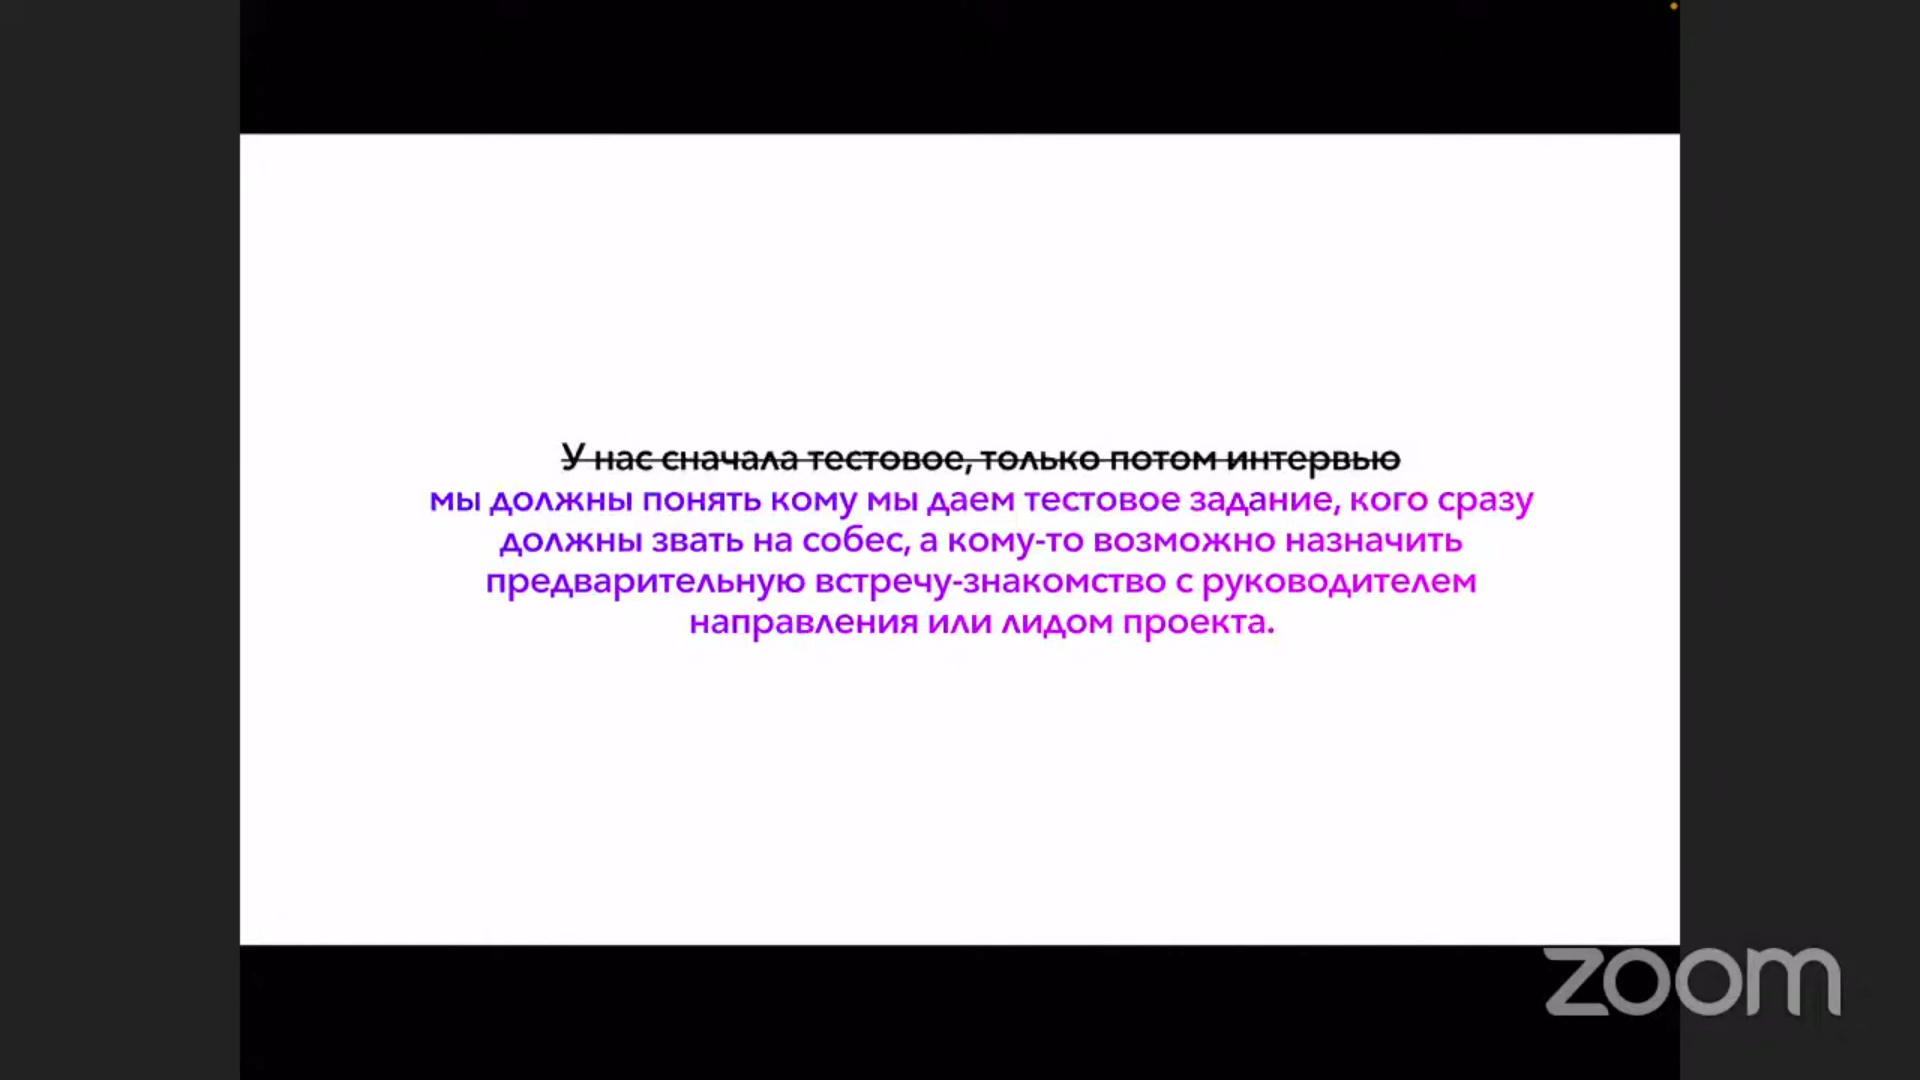 У нас сначала тестовое, только потом интервью
мы должны понять кому мы даем тестовое задание, кого сразу
должны звать на собес, а кому-то возможно назначить
предварительную встречу-знакомство с руководителем
направления или лидом проекта.
zoom